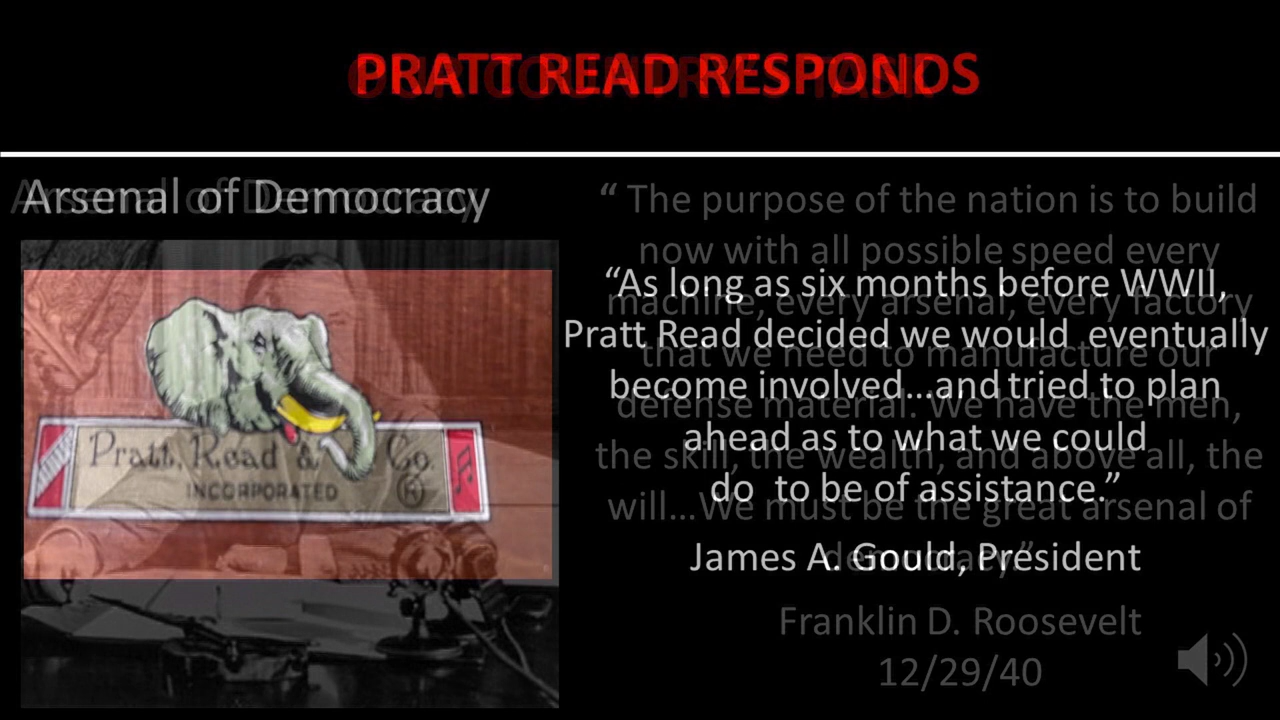 PRATT READ RESPONDS
Arsenal of Democracy
Pratt, Read & Co.
INCORPORATED
®
“As long as six months before WWII,
Pratt Read decided we would eventually
become involved…and tried to plan
ahead as to what we could
do to be of assistance.”
James A. Gould, President
“ The purpose of the nation is to build
now with all possible speed every
machine, every arsenal, every factory
that we need to manufacture our
defense material. We have the men,
the skill, the wealth, and above all, the
will…We must be the great arsenal of
democracy.”
Franklin D. Roosevelt
12/29/40